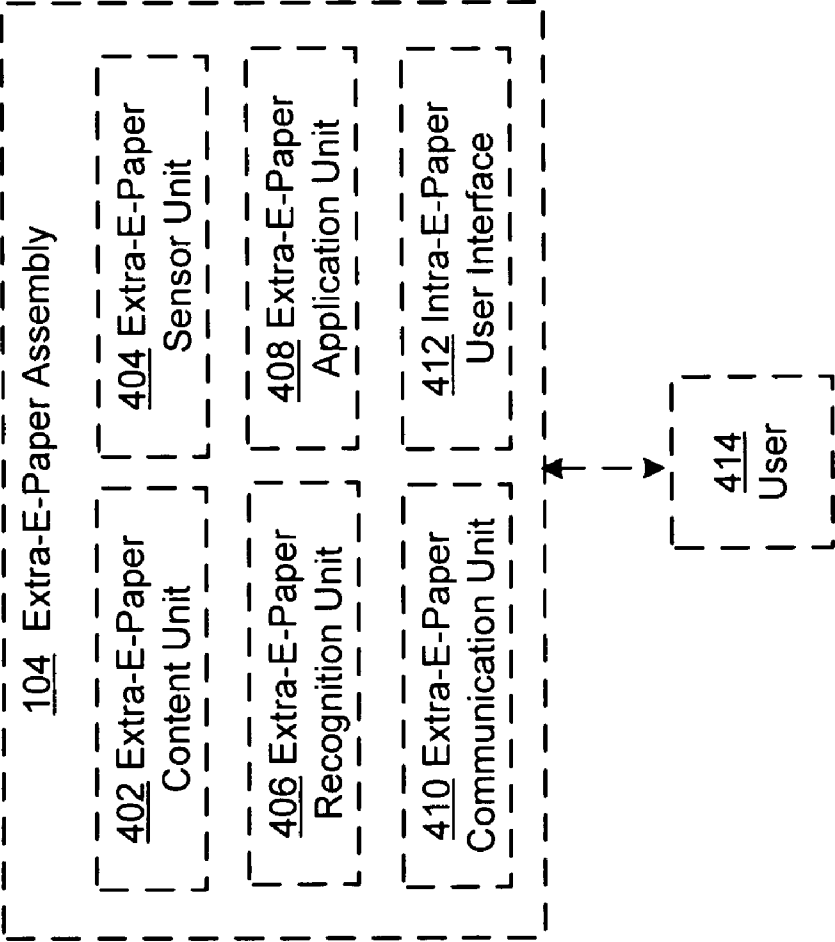 104 Extra-E-Paper Assembly
402 Extra-E-Paper
Content Unit
404 Extra-E-Paper
Sensor Unit
406 Extra-E-Paper
Recognition Unit
408 Extra-E-Paper
Application Unit
410 Extra-E-Paper
Communication Unit
412 Intra-E-Paper
User Interface
414
User